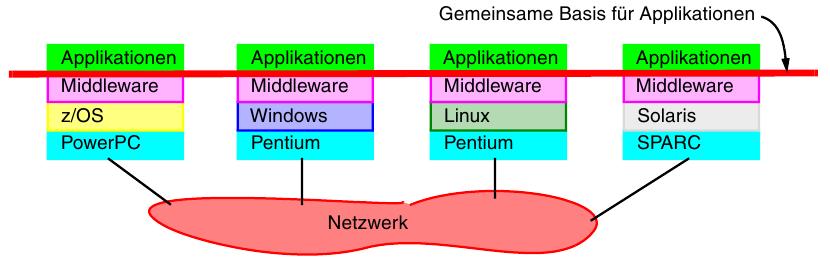 Gemeinsame Basis für Applikationen
Applikationen Applikationen Applikationen Applikationen
Middleware Middleware Middleware Middleware
z/OS Windows Linux Solaris
PowerPC Pentium Pentium SPARC
Netzwerk